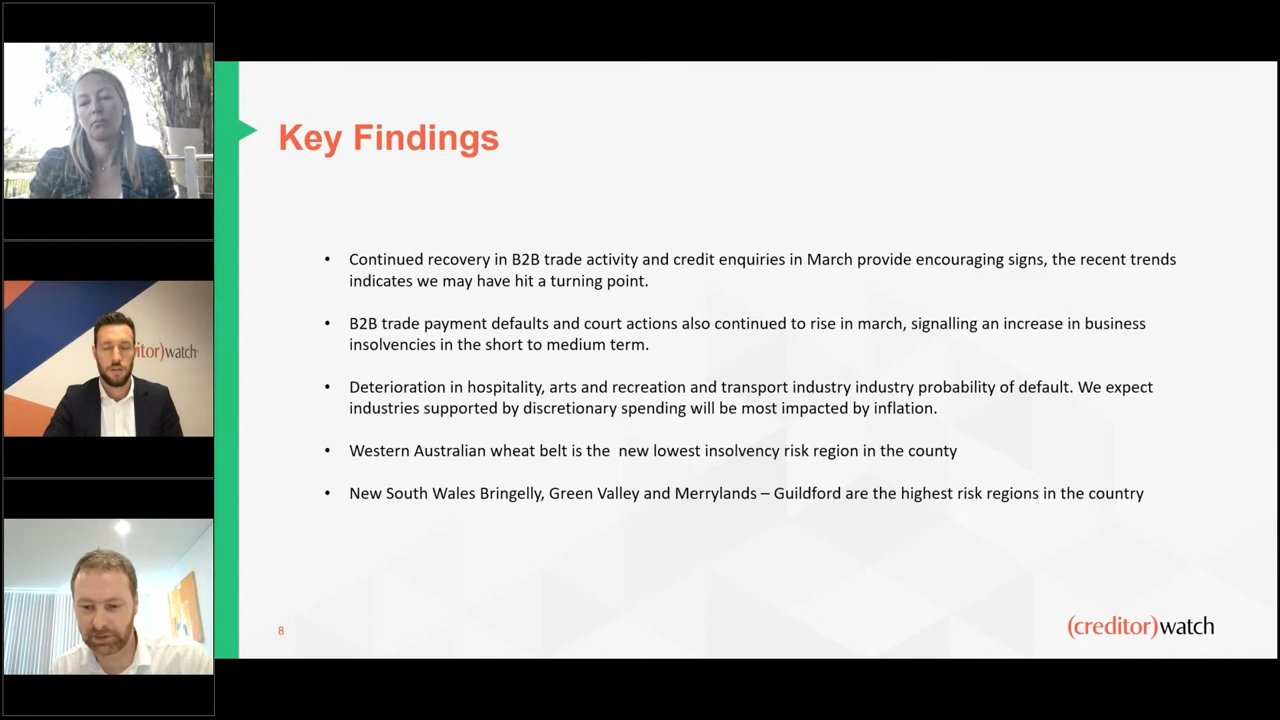 Key Findings
• Continued recovery in B2B trade activity and credit enquiries in March provide encouraging signs, the recent trends
indicates we may have hit a turning point.
• B2B trade payment defaults and court actions also continued to rise in march, signalling an increase in business
insolvencies in the short to medium term.
• Deterioration in hospitality, arts and recreation and transport industry industry probability of default. We expect
industries supported by discretionary spending will be most impacted by inflation.
• Western Australian wheat belt is the  new lowest insolvency risk region in the county
• New South Wales Bringelly, Green Valley and Merrylands – Guildford are the highest risk regions in the country
8
(creditor)watch
itor)watch